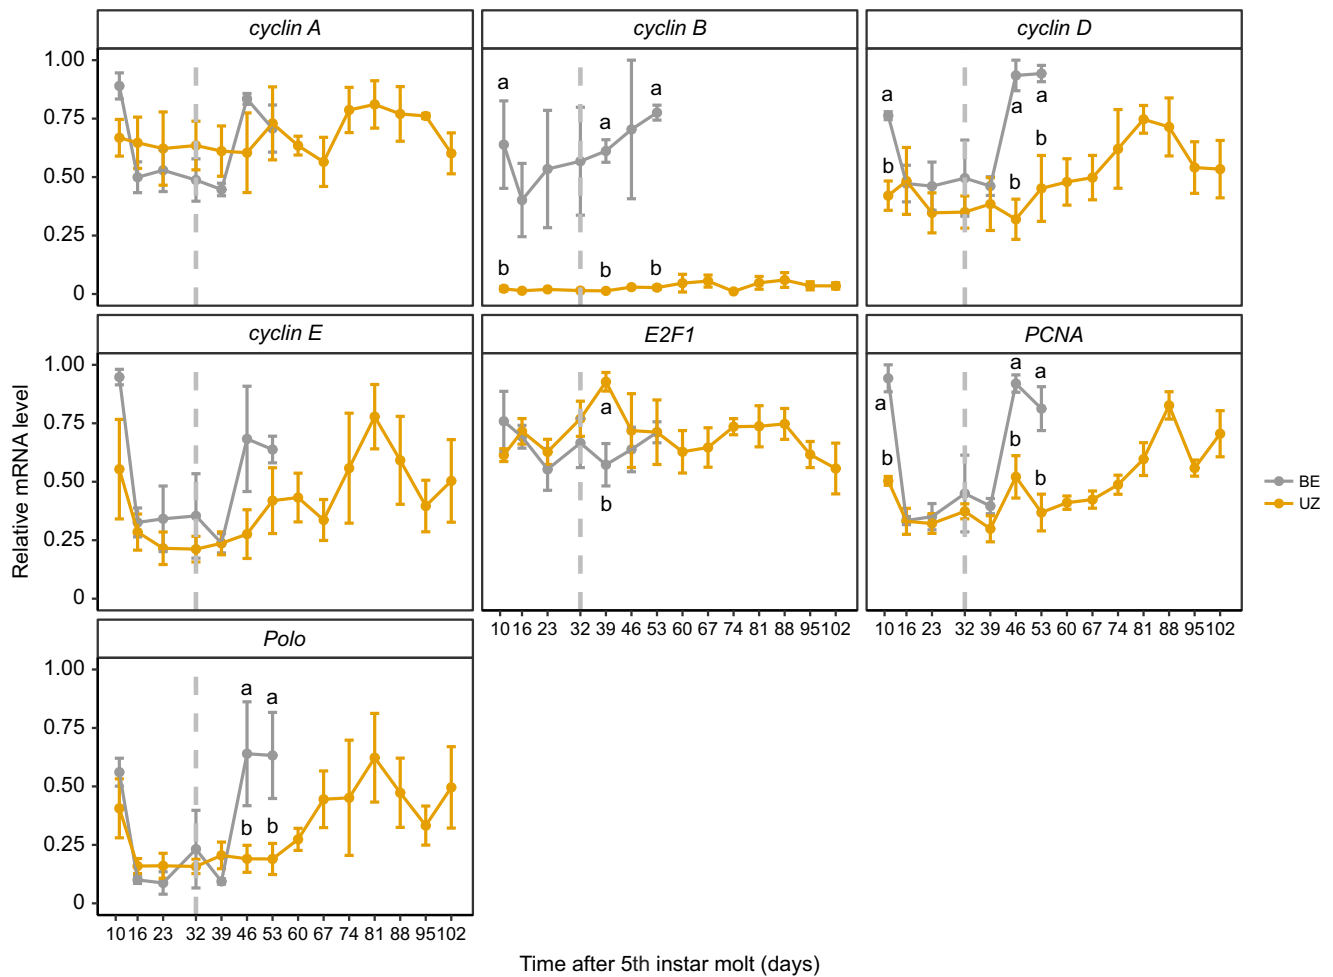 cyclin A
cyclin B
cyclin D
1.00
0.75
0.50
0.25
0
a
a
a
b
b
b
a
a
a
b
b
b
cyclin E
E2F1
PCNA
1.00
0.75
0.50
0.25
0
a
b
a
a
a
b
b
b
10 16 23 32 39 46 53 60 67 74 81 88 95 102
10 16 23 32 39 46 53 60 67 74 81 88 95 102
Polo
1.00
0.75
0.50
0.25
0
a
a
b
b
10 16 23 32 39 46 53 60 67 74 81 88 95 102
Relative mRNA level
Time after 5th instar molt (days)
BE
UZ